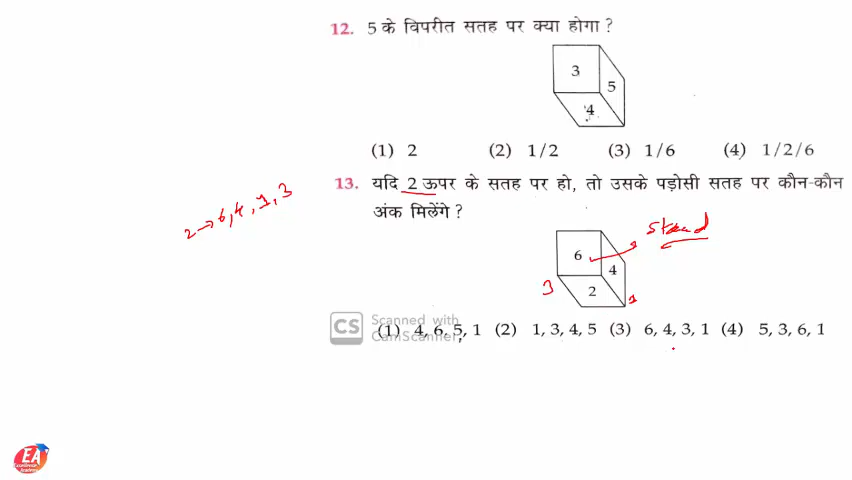 12. 5 के विपरीत सतह पर क्या होगा ?
3
5
4
(1) 2 (2) 1/2 (3) 1/6 (4) 1/2/6
13. यदि 2 ऊपर के सतह पर हो, तो उसके पड़ोसी सतह पर कौन-कौन
अंक मिलेंगे ?
2→6,4,1,3
stand
6
4
3
2
1
CS Scanned with
CamScanner
(1) 4, 6, 5, 1 (2) 1, 3, 4, 5 (3) 6, 4, 3, 1 (4) 5, 3, 6, 1
EA
Excellence
Academy